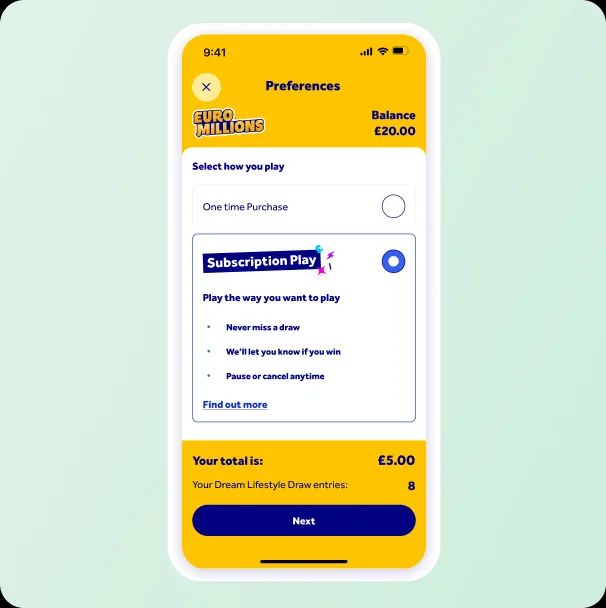 9:41
Preferences
EURO
MILLIONS
Balance
£20.00
Select how you play
One time Purchase
Subscription Play
Play the way you want to play
• Never miss a draw
• We'll let you know if you win
• Pause or cancel anytime
Find out more
Your total is: £5.00
Your Dream Lifestyle Draw entries: 8
Next